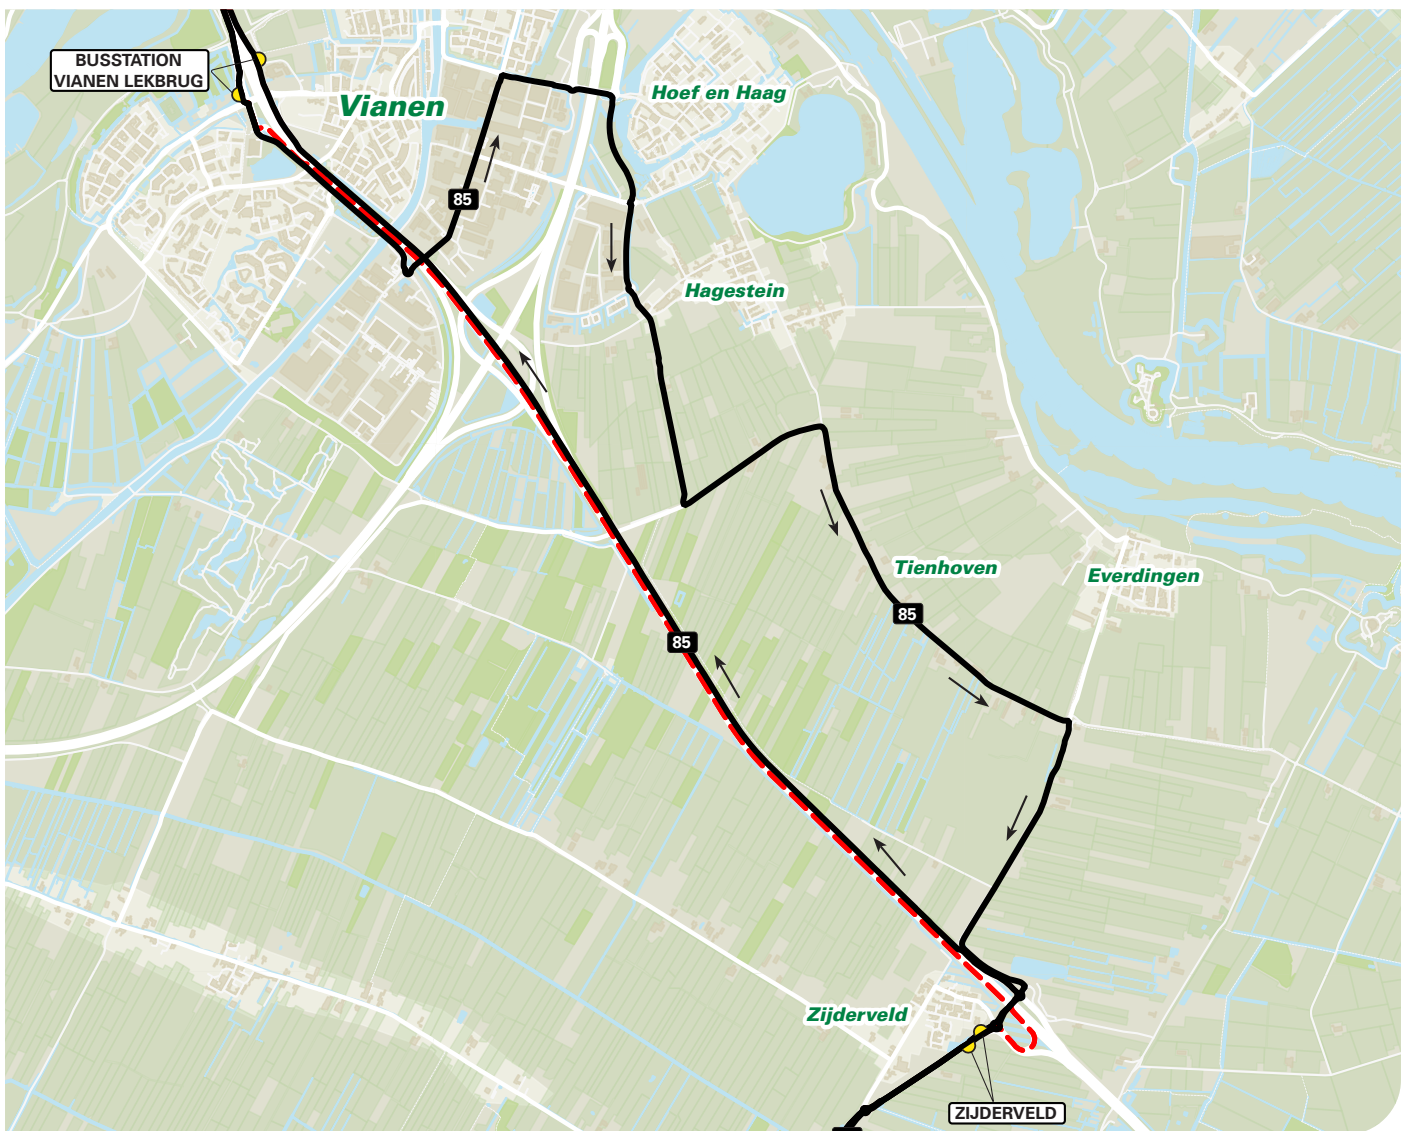 BUSSTATION
VIANEN LEKBRUG
Vianen
Hoef en Haag
85
Hagestein
Tienhoven
Everdingen
85
85
Zijderveld
ZIJDERVELD